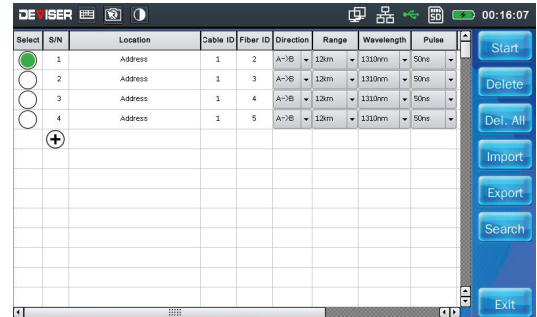 DEVISER 00:16:07
Select S/N Location Cable ID Fiber ID Direction Range Wavelength Pulse
1 Address 1 2 A->B 12km 1310nm 50ns
2 Address 1 3 A->B 12km 1310nm 50ns
3 Address 1 4 A->B 12km 1310nm 50ns
4 Address 1 5 A->B 12km 1310nm 50ns
Start
Delete
Del. All
Import
Export
Search
Exit